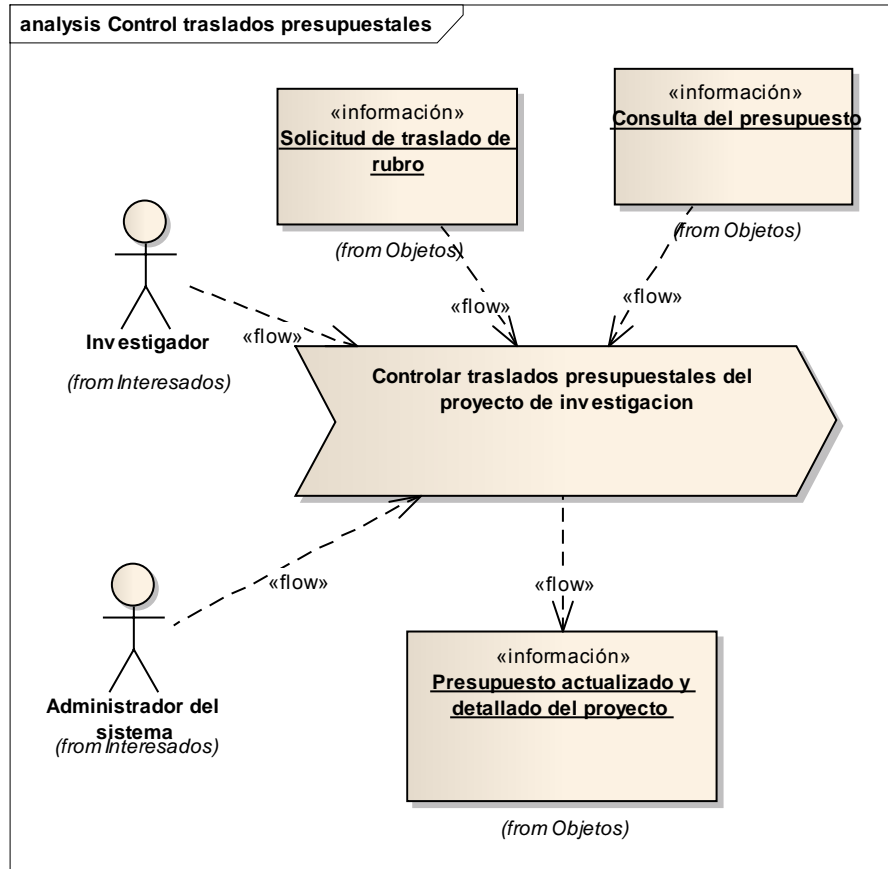 analysis Control traslados presupuestales
«información»
Solicitud de traslado de
rubro
(from Objetos)
«información»
Consulta del presupuesto
(from Objetos)
Investigador
(from Interesados)
«flow»
«flow»
«flow»
Controlar traslados presupuestales del
proyecto de investigacion
Administrador del
sistema
(from Interesados)
«flow»
«flow»
«información»
Presupuesto actualizado y
detallado del proyecto
(from Objetos)